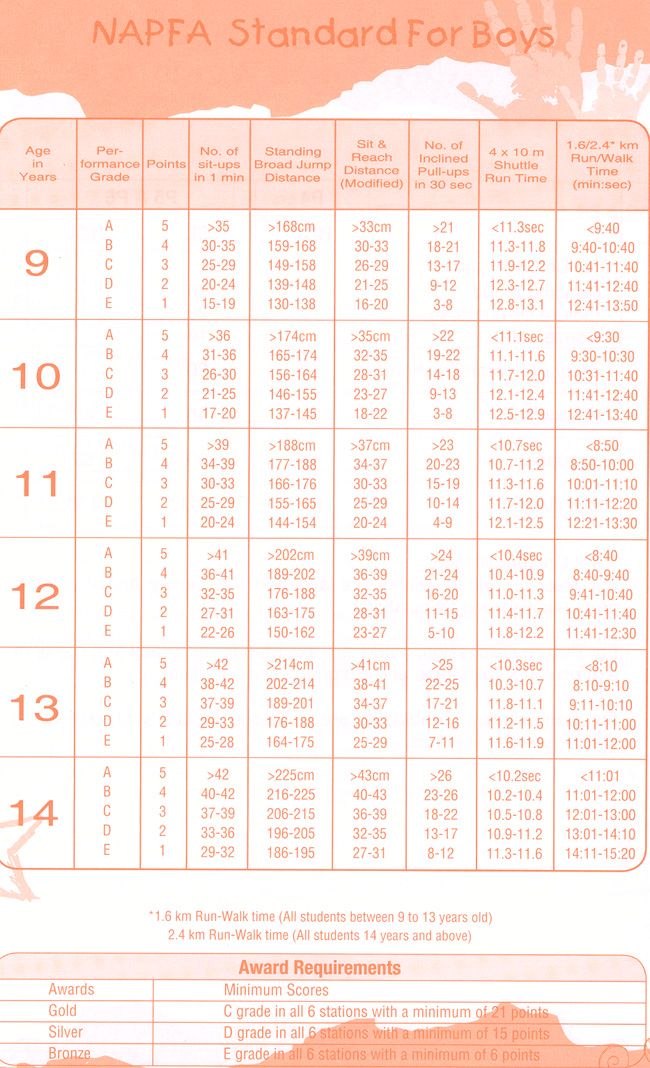 NAPFA Standard For Boys
Age in Years | Per-formance Grade | Points | No. of sit-ups in 1 min | Standing Broad Jump Distance | Sit & Reach Distance (Modified) | No. of Inclined Pull-ups in 30 sec | 4 x 10 m Shuttle Run Time | 1.6/2.4* km Run/Walk Time (min:sec)
9
A 5 >35 >168cm >33cm >21 <11.3sec <9:40
B 4 30-35 159-168 30-33 18-21 11.3-11.8 9:40-10:40
C 3 25-29 149-158 26-29 13-17 11.9-12.2 10:41-11:40
D 2 20-24 139-148 21-25 9-12 12.3-12.7 11:41-12:40
E 1 15-19 130-138 16-20 3-8 12.8-13.1 12:41-13:50
10
A 5 >36 >174cm >35cm >22 <11.1sec <9:30
B 4 31-36 165-174 32-35 19-22 11.1-11.6 9:30-10:30
C 3 26-30 156-164 28-31 14-18 11.7-12.0 10:31-11:40
D 2 21-25 146-155 23-27 9-13 12.1-12.4 11:41-12:40
E 1 17-20 137-145 18-22 3-8 12.5-12.9 12:41-13:40
11
A 5 >39 >188cm >37cm >23 <10.7sec <8:50
B 4 34-39 177-188 34-37 20-23 10.7-11.2 8:50-10:00
C 3 30-33 166-176 30-33 15-19 11.3-11.6 10:01-11:10
D 2 25-29 155-165 25-29 10-14 11.7-12.0 11:11-12:20
E 1 20-24 144-154 20-24 4-9 12.1-12.5 12:21-13:30
12
A 5 >41 >202cm >39cm >24 <10.4sec <8:40
B 4 36-41 189-202 36-39 21-24 10.4-10.9 8:40-9:40
C 3 32-35 176-188 32-35 16-20 11.0-11.3 9:41-10:40
D 2 27-31 163-175 28-31 11-15 11.4-11.7 10:41-11:40
E 1 22-26 150-162 23-27 5-10 11.8-12.2 11:41-12:30
13
A 5 >42 >214cm >41cm >25 <10.3sec <8:10
B 4 38-42 202-214 38-41 22-25 10.3-10.7 8:10-9:10
C 3 37-39 189-201 34-37 17-21 11.8-11.1 9:11-10:10
D 2 29-33 176-188 30-33 12-16 11.2-11.5 10:11-11:00
E 1 25-28 164-175 25-29 7-11 11.6-11.9 11:01-12:00
14
A 5 >42 >225cm >43cm >26 <10.2sec <11:01
B 4 40-42 216-225 40-43 23-26 10.2-10.4 11:01-12:00
C 3 37-39 206-215 36-39 18-22 10.5-10.8 12:01-13:00
D 2 33-36 196-205 32-35 13-17 10.9-11.2 13:01-14:10
E 1 29-32 186-195 27-31 8-12 11.3-11.6 14:11-15:20
*1.6 km Run-Walk time (All students between 9 to 13 years old)
2.4 km Run-Walk time (All students 14 years and above)
Award Requirements
Awards Minimum Scores
Gold C grade in all 6 stations with a minimum of 21 points
Silver D grade in all 6 stations with a minimum of 15 points
Bronze E grade in all 6 stations with a minimum of 6 points